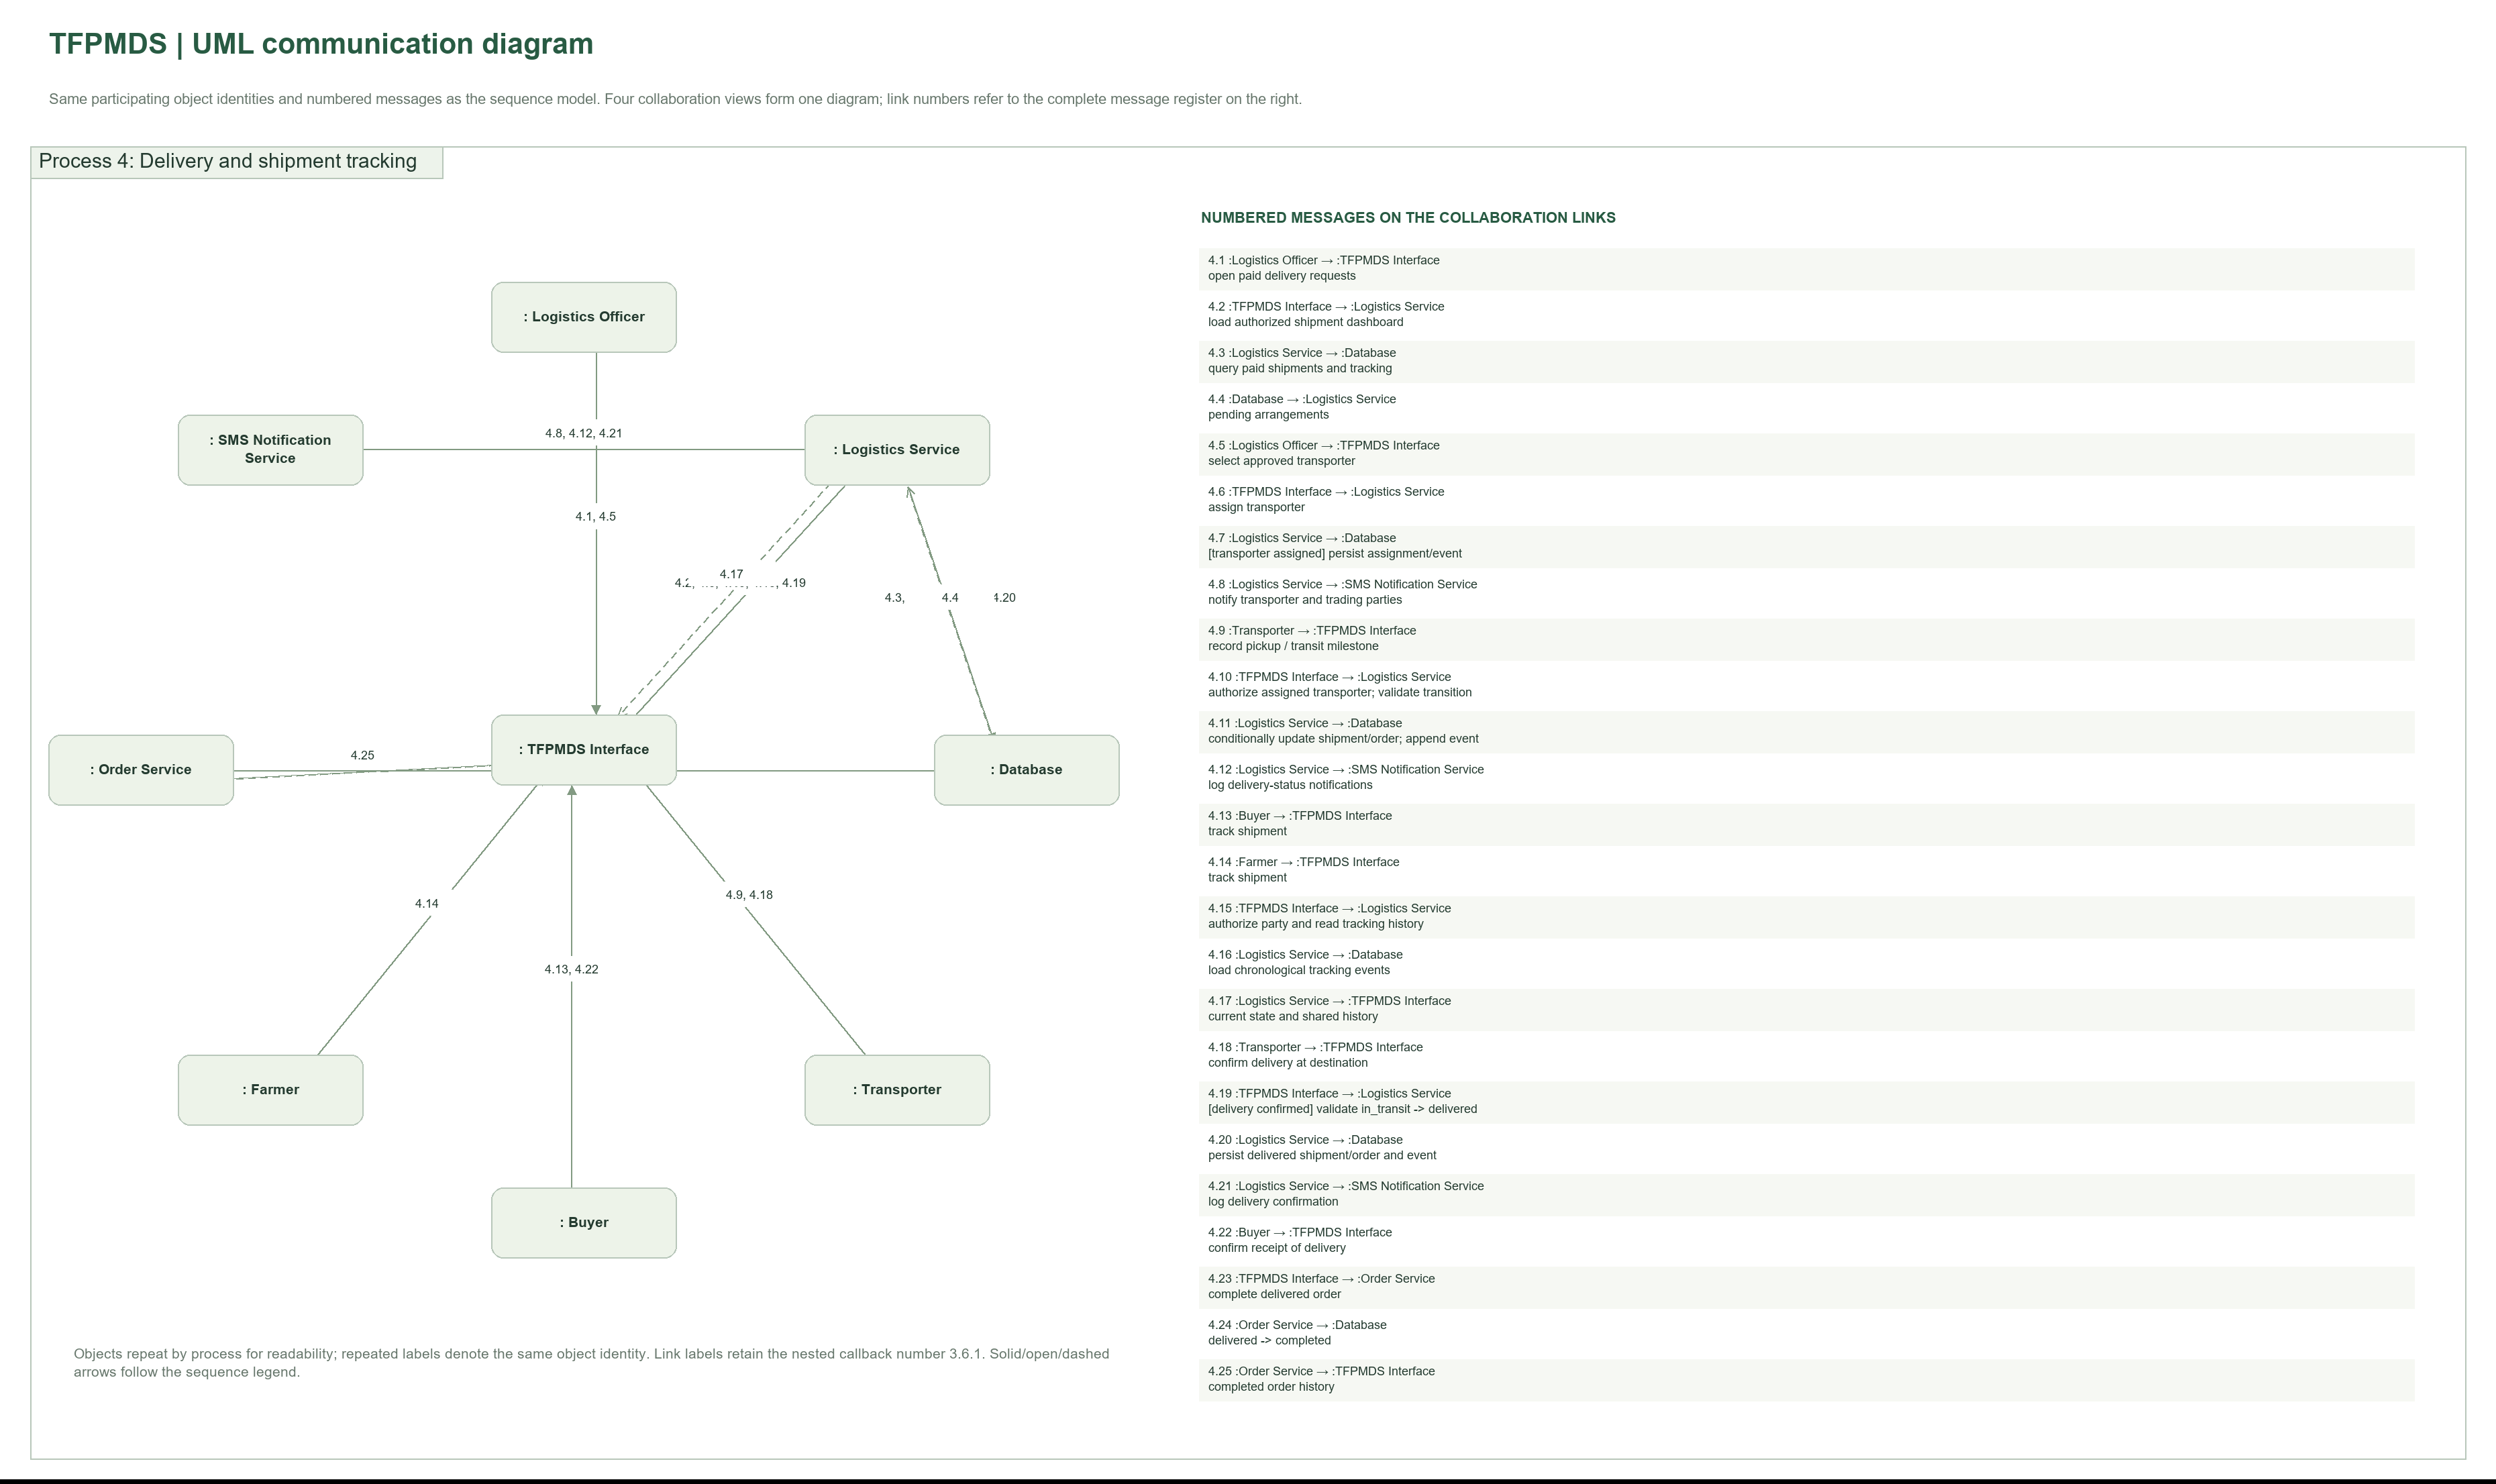 TFPMDS | UML communication diagram
Same participating object identities and numbered messages as the sequence model. Four collaboration views form one diagram; link numbers refer to the complete message register on the right.
Process 4: Delivery and shipment tracking
: Logistics Officer
: SMS Notification
Service
4.8, 4.12, 4.21
: Logistics Service
4.1, 4.5
4.17
4.19
4.3,
4.4
4.20
: Order Service
4.25
: TFPMDS Interface
: Database
4.14
4.9, 4.18
4.13, 4.22
: Farmer
: Transporter
: Buyer
Objects repeat by process for readability; repeated labels denote the same object identity. Link labels retain the nested callback number 3.6.1. Solid/open/dashed
arrows follow the sequence legend.
NUMBERED MESSAGES ON THE COLLABORATION LINKS
4.1 :Logistics Officer → :TFPMDS Interface
open paid delivery requests
4.2 :TFPMDS Interface → :Logistics Service
load authorized shipment dashboard
4.3 :Logistics Service → :Database
query paid shipments and tracking
4.4 :Database → :Logistics Service
pending arrangements
4.5 :Logistics Officer → :TFPMDS Interface
select approved transporter
4.6 :TFPMDS Interface → :Logistics Service
assign transporter
4.7 :Logistics Service → :Database
[transporter assigned] persist assignment/event
4.8 :Logistics Service → :SMS Notification Service
notify transporter and trading parties
4.9 :Transporter → :TFPMDS Interface
record pickup / transit milestone
4.10 :TFPMDS Interface → :Logistics Service
authorize assigned transporter; validate transition
4.11 :Logistics Service → :Database
conditionally update shipment/order; append event
4.12 :Logistics Service → :SMS Notification Service
log delivery-status notifications
4.13 :Buyer → :TFPMDS Interface
track shipment
4.14 :Farmer → :TFPMDS Interface
track shipment
4.15 :TFPMDS Interface → :Logistics Service
authorize party and read tracking history
4.16 :Logistics Service → :Database
load chronological tracking events
4.17 :Logistics Service → :TFPMDS Interface
current state and shared history
4.18 :Transporter → :TFPMDS Interface
confirm delivery at destination
4.19 :TFPMDS Interface → :Logistics Service
[delivery confirmed] validate in_transit -> delivered
4.20 :Logistics Service → :Database
persist delivered shipment/order and event
4.21 :Logistics Service → :SMS Notification Service
log delivery confirmation
4.22 :Buyer → :TFPMDS Interface
confirm receipt of delivery
4.23 :TFPMDS Interface → :Order Service
complete delivered order
4.24 :Order Service → :Database
delivered -> completed
4.25 :Order Service → :TFPMDS Interface
completed order history